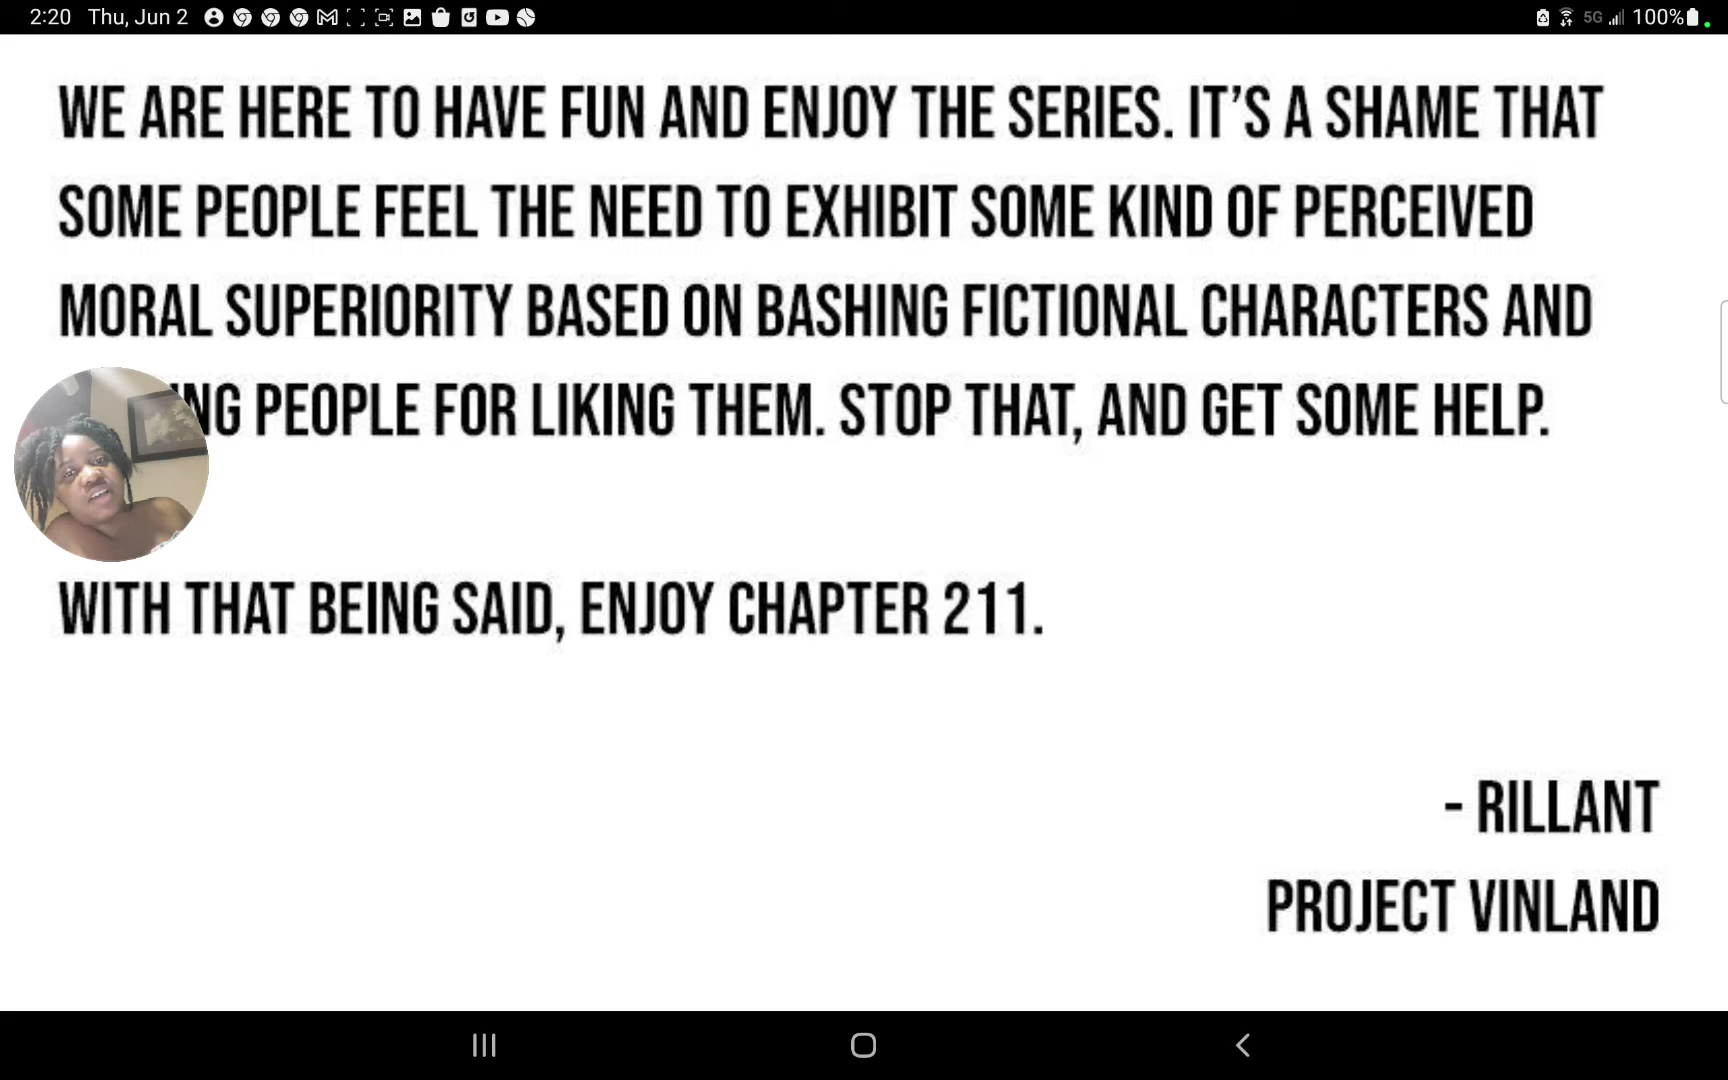 2:20 Thu, Jun 2 5G 100%
WE ARE HERE TO HAVE FUN AND ENJOY THE SERIES. IT'S A SHAME THAT
SOME PEOPLE FEEL THE NEED TO EXHIBIT SOME KIND OF PERCEIVED
MORAL SUPERIORITY BASED ON BASHING FICTIONAL CHARACTERS AND
PEOPLE FOR LIKING THEM. STOP THAT, AND GET SOME HELP.
WITH THAT BEING SAID, ENJOY CHAPTER 211.
- RILLANT
PROJECT VINLAND